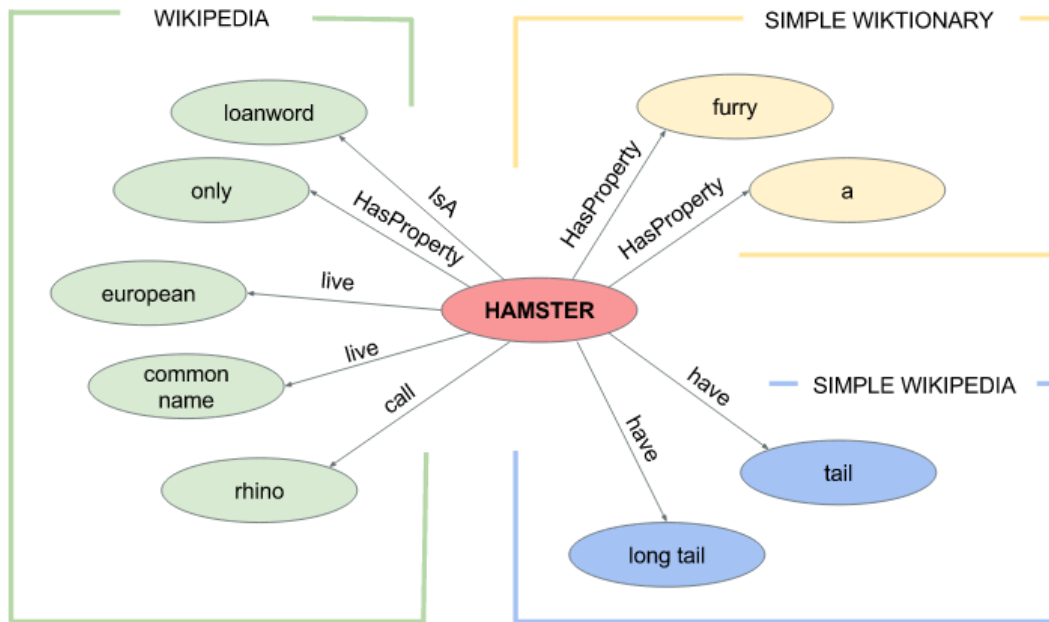 WIKIPEDIA
SIMPLE WIKTIONARY
loanword
furry
only
a
IsA
HasProperty
HasProperty
HasProperty
european
live
HAMSTER
common
name
live
call
have
have
SIMPLE WIKIPEDIA
rhino
tail
long tail